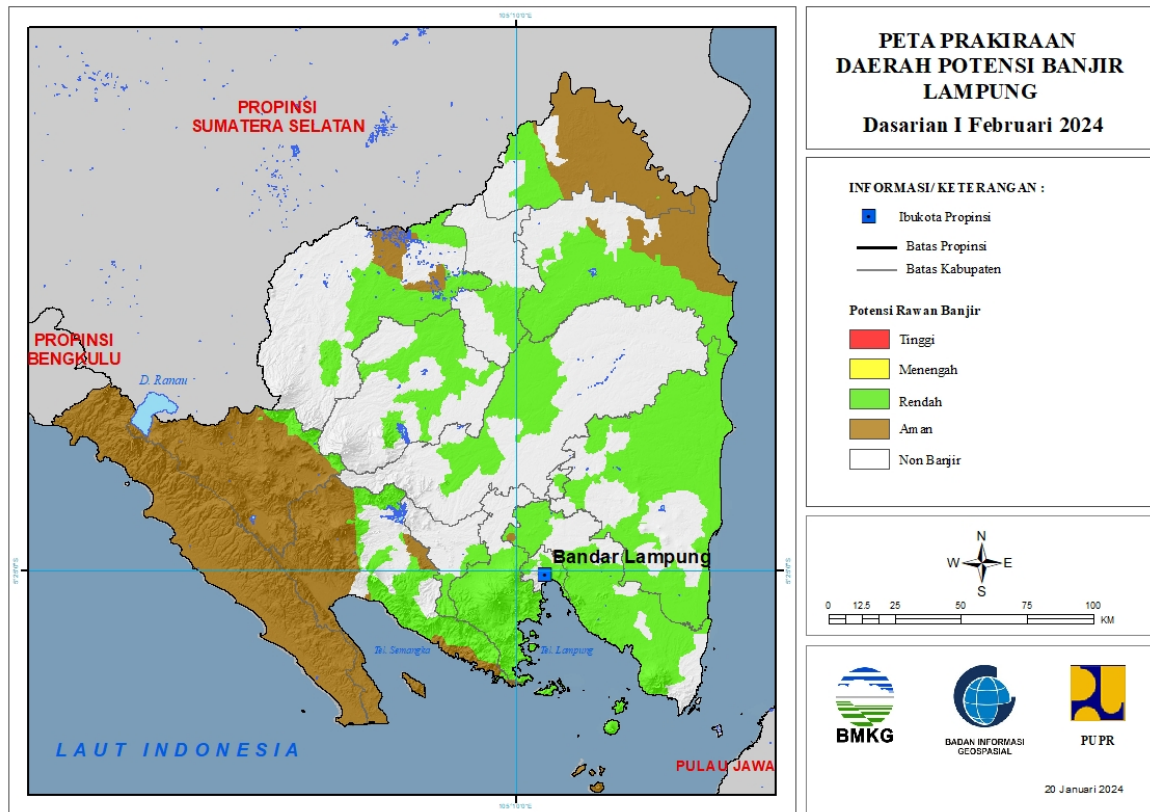 105°10'0"E
PROPINSI
SUMATERA SELATAN
PROPINSI
BENGKULU
D. Ranau
Bandar Lampung
Tel. Semangka
Tel. Lampung
LAUT INDONESIA
PULAU JAWA
PETA PRAKIRAAN
DAERAH POTENSI BANJIR
LAMPUNG
Dasarian I Februari 2024
INFORMASI/ KETERANGAN :
Ibukota Propinsi
Batas Propinsi
Batas Kabupaten
Potensi Rawan Banjir
Tinggi
Menengah
Rendah
Aman
Non Banjir
N
W E
S
0 12.5 25 50 75 100
KM
BMKG
BADAN INFORMASI
GEOSPASIAL
PUPR
20 Januari 2024